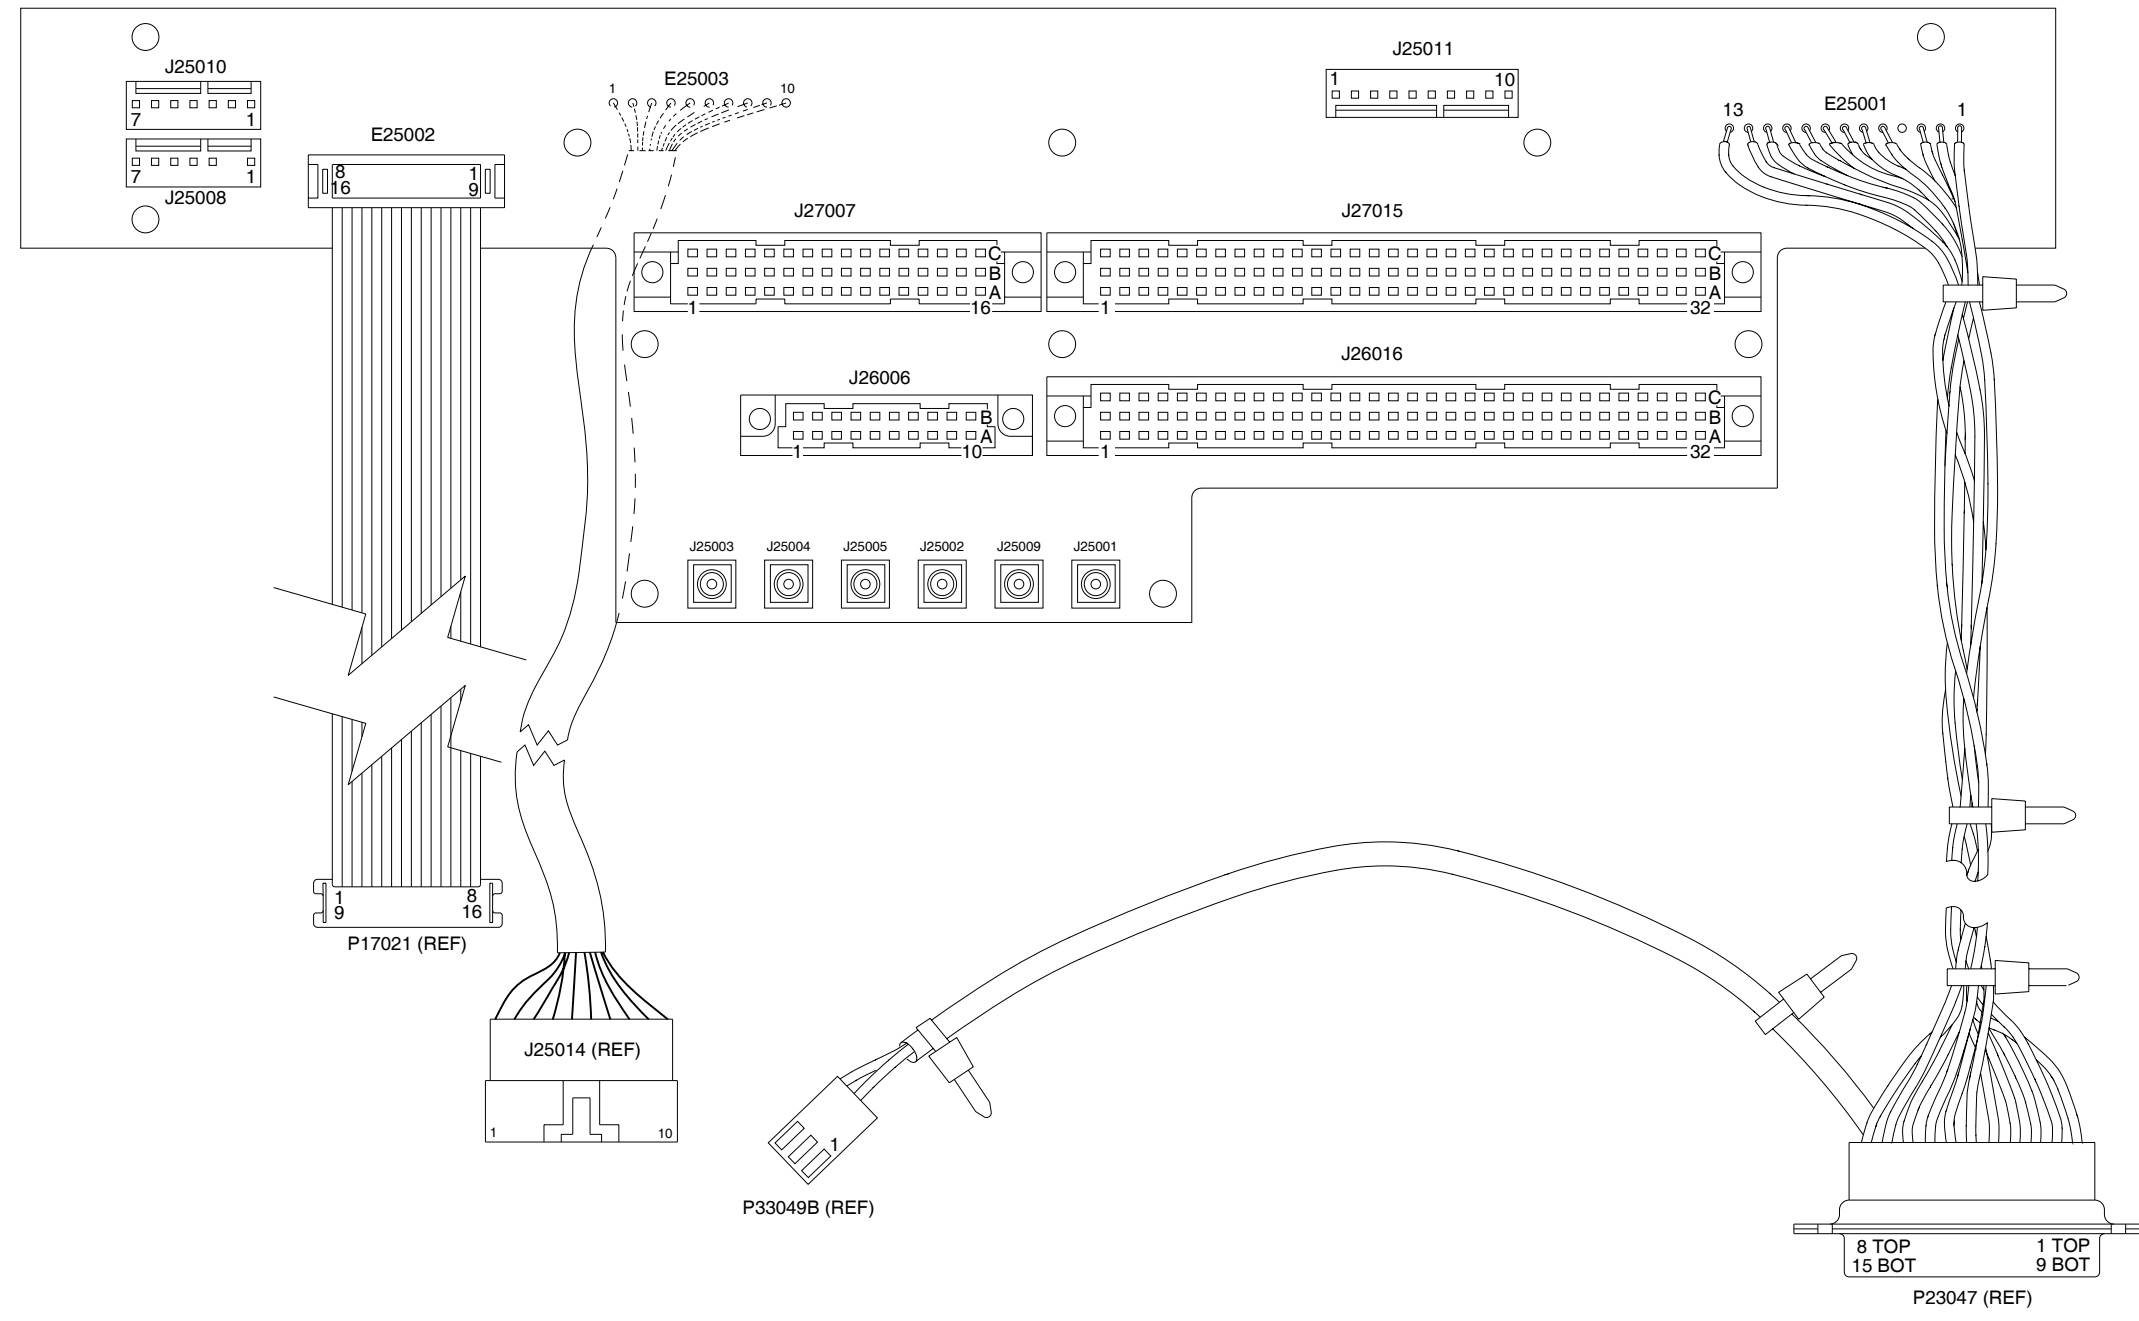 J25010
7 1
7 1
J25008
E25002
8 1
16 9
E25003
1 10
J25011
1 10
E25001
13 1
J27007
C
B
A
1 16
J27015
C
B
A
1 32
J26006
B
A
1 10
J26016
C
B
A
1 32
J25003 J25004 J25005 J25002 J25009 J25001
1 8
9 16
P17021 (REF)
J25014 (REF)
1 10
1
P33049B (REF)
8 TOP 1 TOP
15 BOT 9 BOT
P23047 (REF)